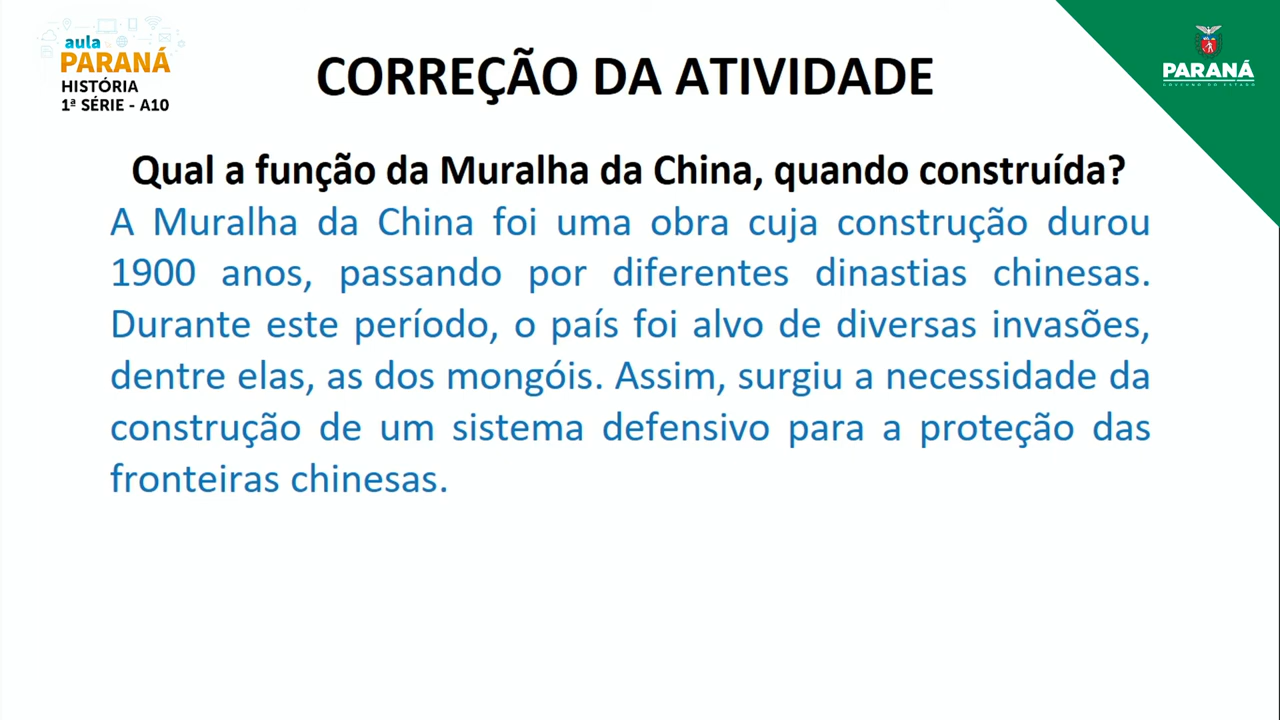 aula
PARANÁ
HISTÓRIA
1ª SÉRIE - A10
CORREÇÃO DA ATIVIDADE
PARANÁ
GOVERNO DO ESTADO
Qual a função da Muralha da China, quando construída?
A Muralha da China foi uma obra cuja construção durou
1900 anos, passando por diferentes dinastias chinesas.
Durante este período, o país foi alvo de diversas invasões,
dentre elas, as dos mongóis. Assim, surgiu a necessidade da
construção de um sistema defensivo para a proteção das
fronteiras chinesas.